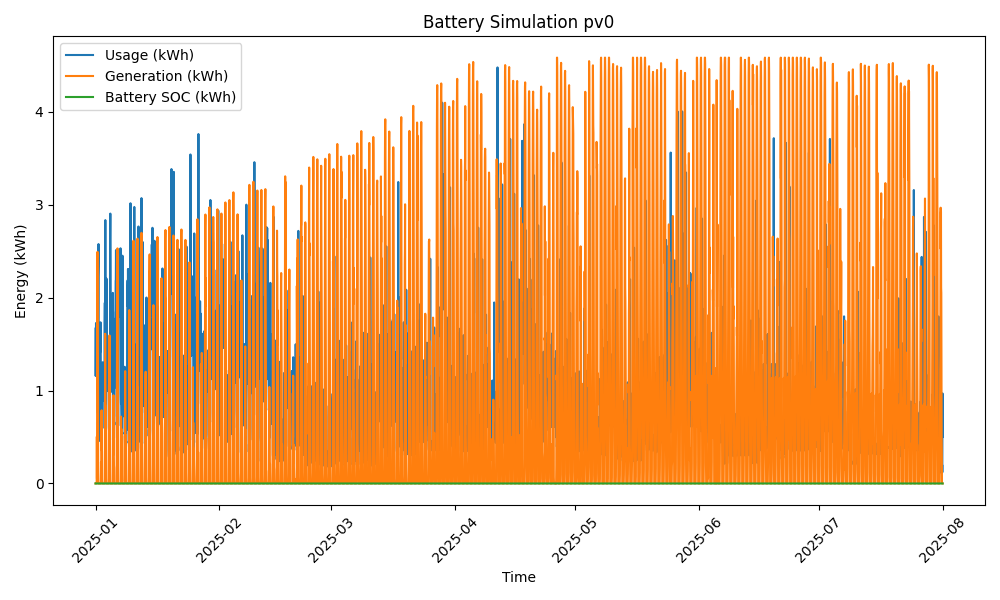 Battery Simulation pv0
Usage (kWh)
Generation (kWh)
Battery SOC (kWh)
Energy (kWh)
4
3
2
1
0
2025-01
2025-02
2025-03
2025-04
2025-05
2025-06
2025-07
2025-08
Time